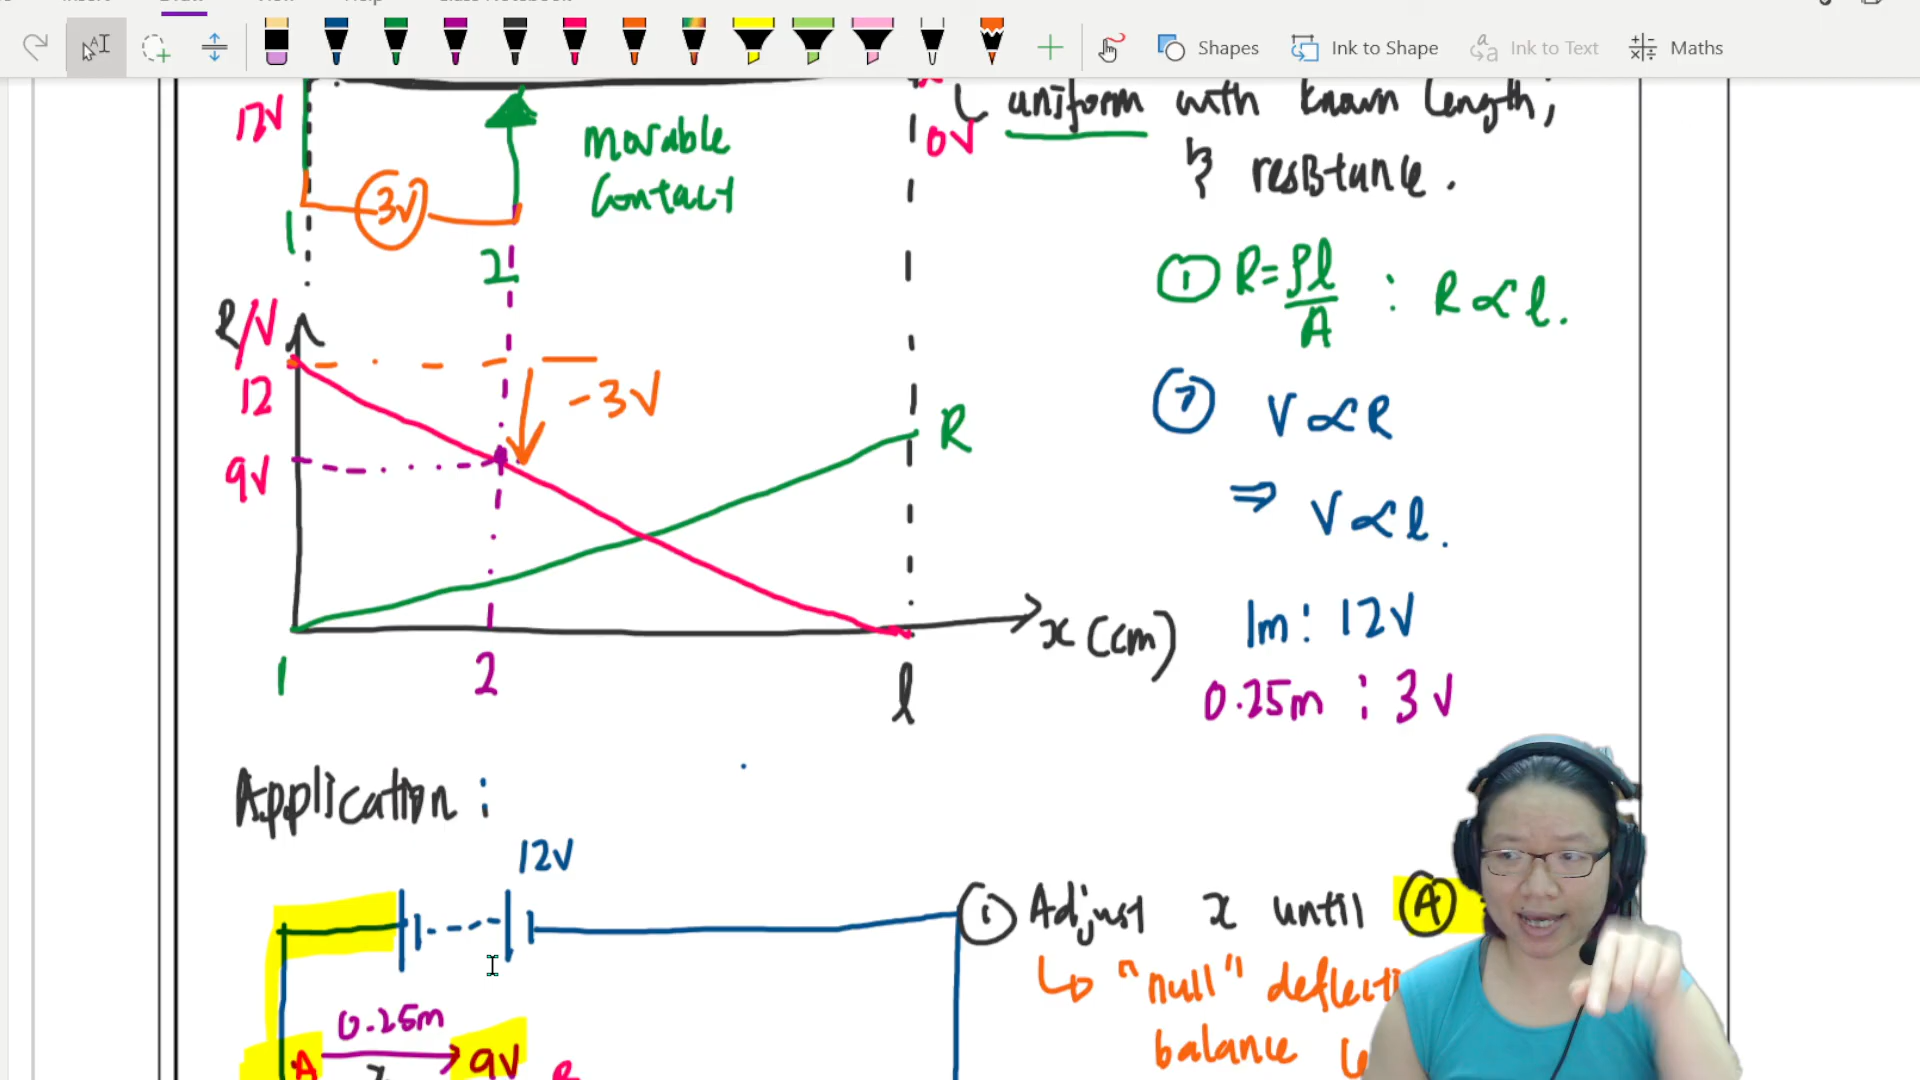 Shapes
Ink to Shape
Ink to Text
Maths
12V
0V
uniform with known length,
& resistance.
movable
contact
3V
1
2
① R = ρl/A : R ∝ l.
R/V
12
9V
-3V
R
② V ∝ R
⇒ V ∝ l.
1m : 12V
0.25m : 3V
1
2
l
x (cm)
Application :
12V
① Adjust x until A
↳ "null"
balance
0.25m
A
9V